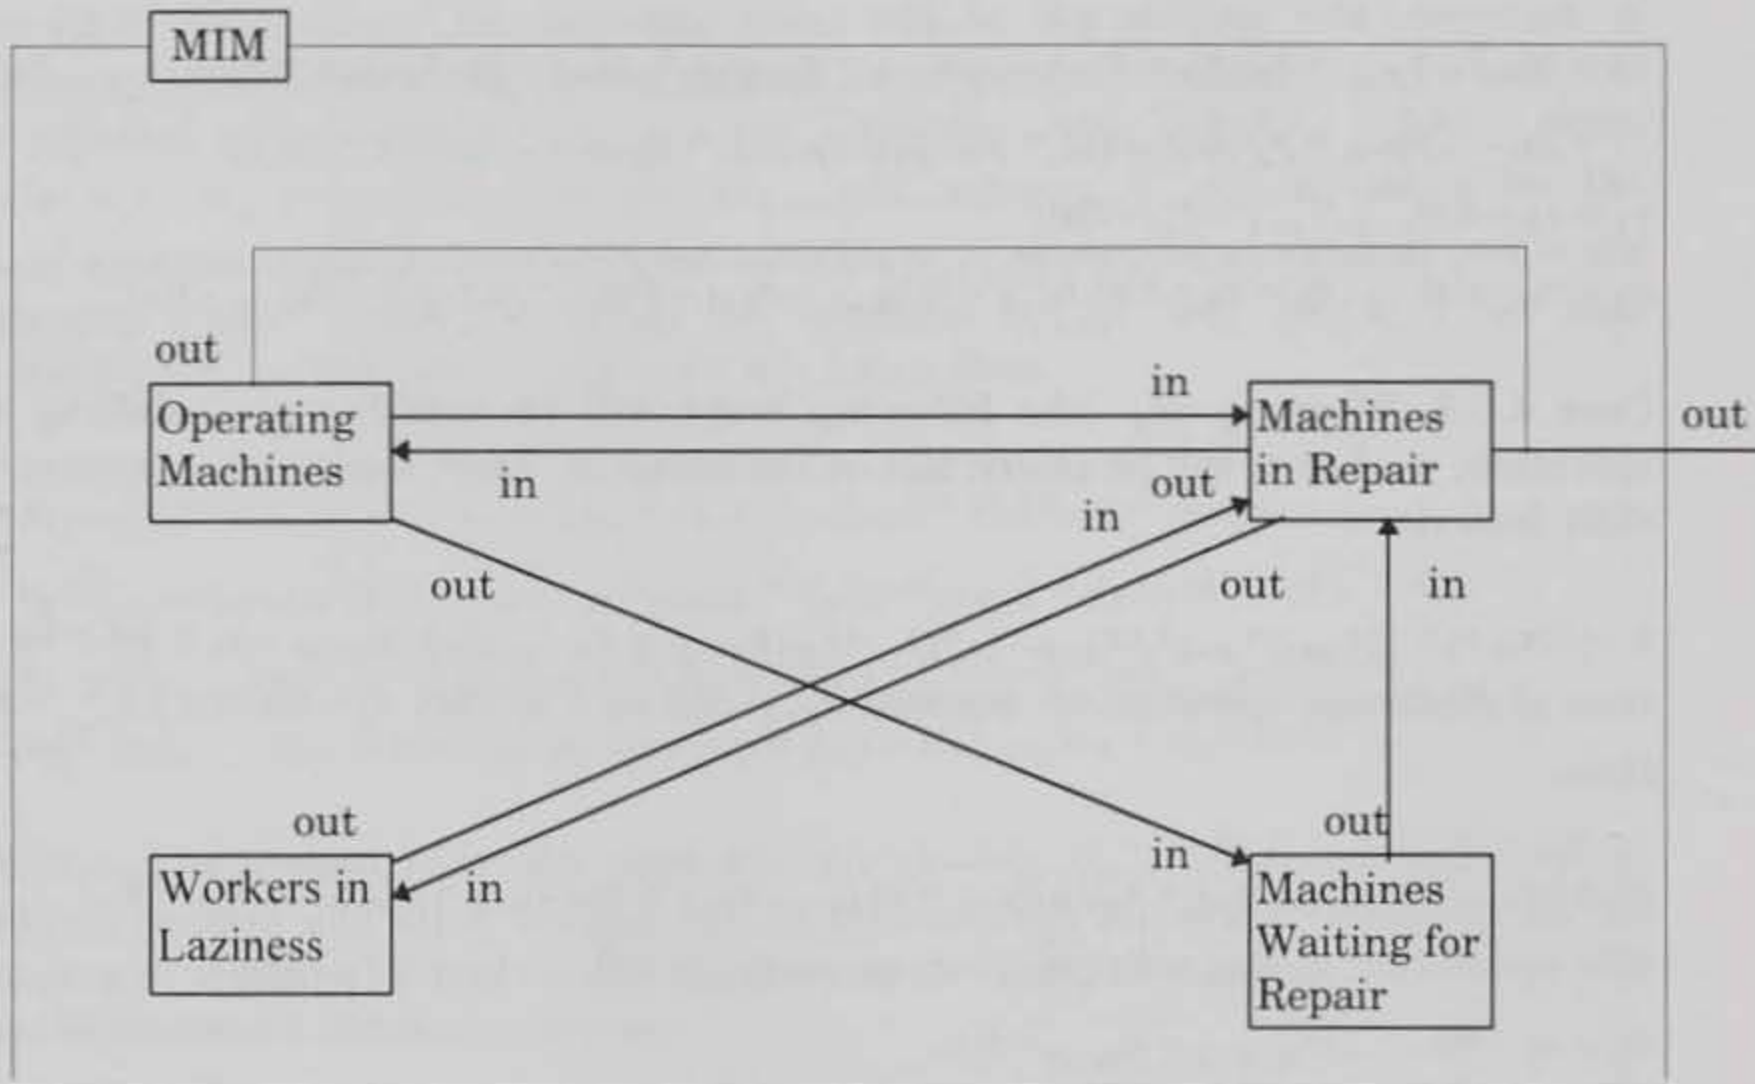 MIM
out
in
Operating
Machines
Machines
in Repair
out
in
out
in
out
out
in
out
out
in
in
Workers in
Laziness
Machines
Waiting for
Repair